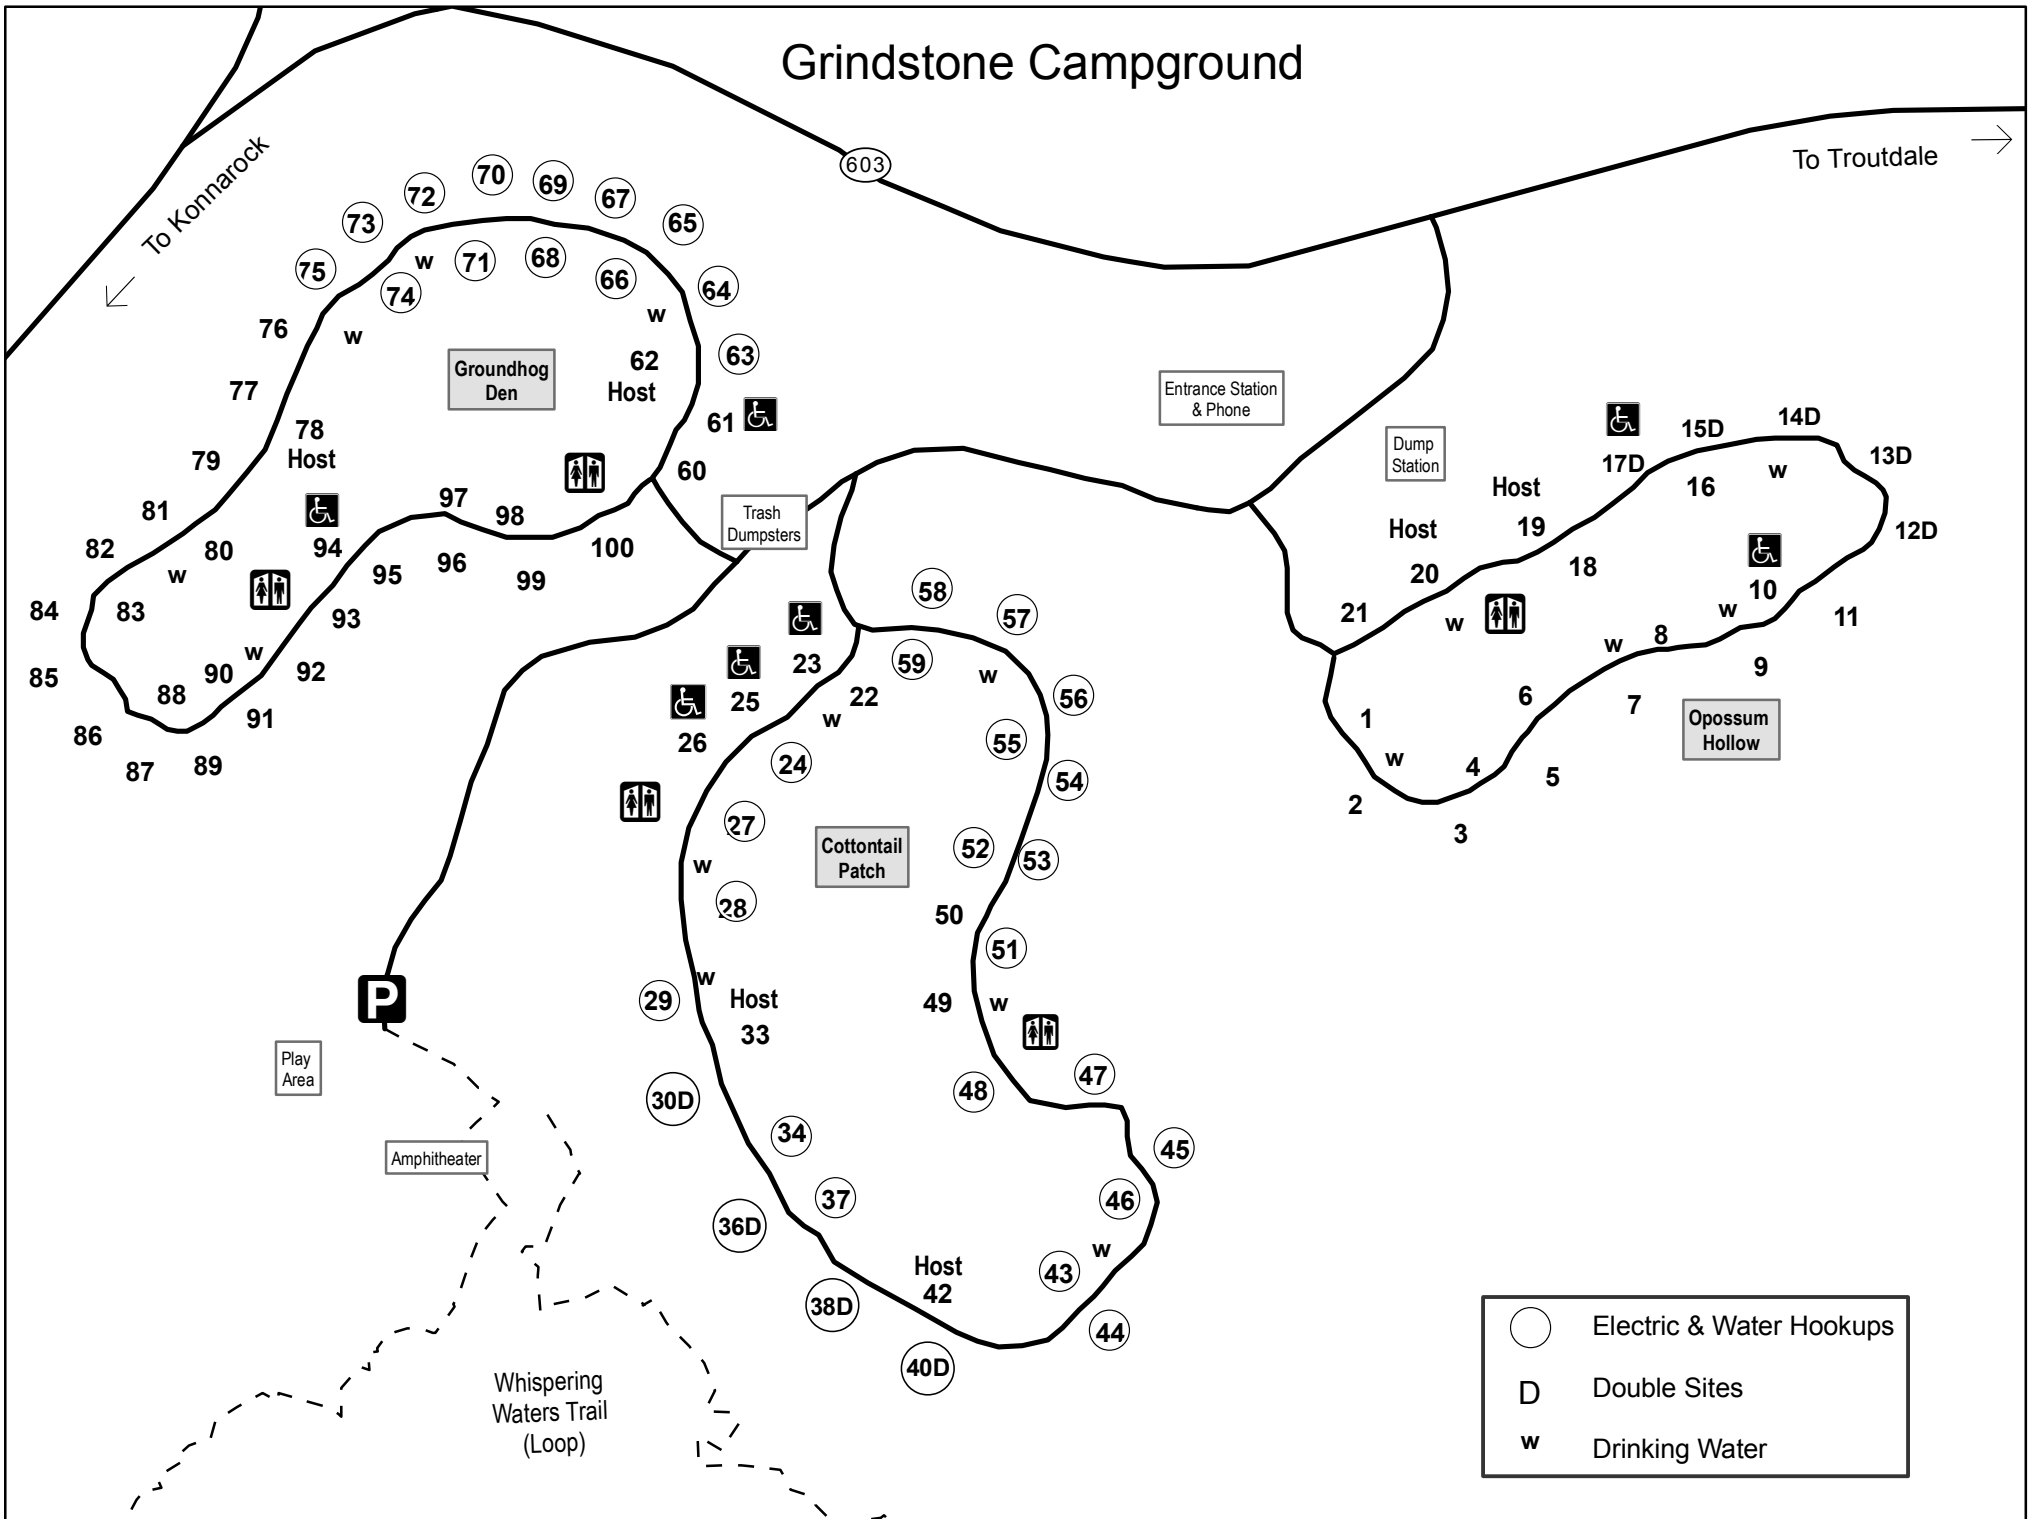 Grindstone Campground
603
To Troutdale
To Konnarock
70
69
72
67
73
65
71
68
75
66
64
74
w
w
76
w
63
Groundhog
Den
62
Host
77
61
78
Host
79
60
97
98
81
94
100
82
80
95
96
99
w
84
83
93
w
90
92
85
88
91
86
87
89
Trash
Dumpsters
Entrance Station
& Phone
Dump
Station
14D
15D
17D
13D
w
16
Host
19
Host
12D
20
18
10
21
w
w
11
8
w
9
6
7
1
Opossum
Hollow
w
4
5
2
3
58
57
23
59
w
25
22
56
w
26
55
24
54
27
Cottontail
Patch
52
53
w
28
50
51
w
29
Host
33
49
w
47
48
30D
34
45
37
46
36D
w
Host
42
43
38D
44
40D
P
Play
Area
Amphitheater
Whispering
Waters Trail
(Loop)
Electric & Water Hookups
D Double Sites
w Drinking Water